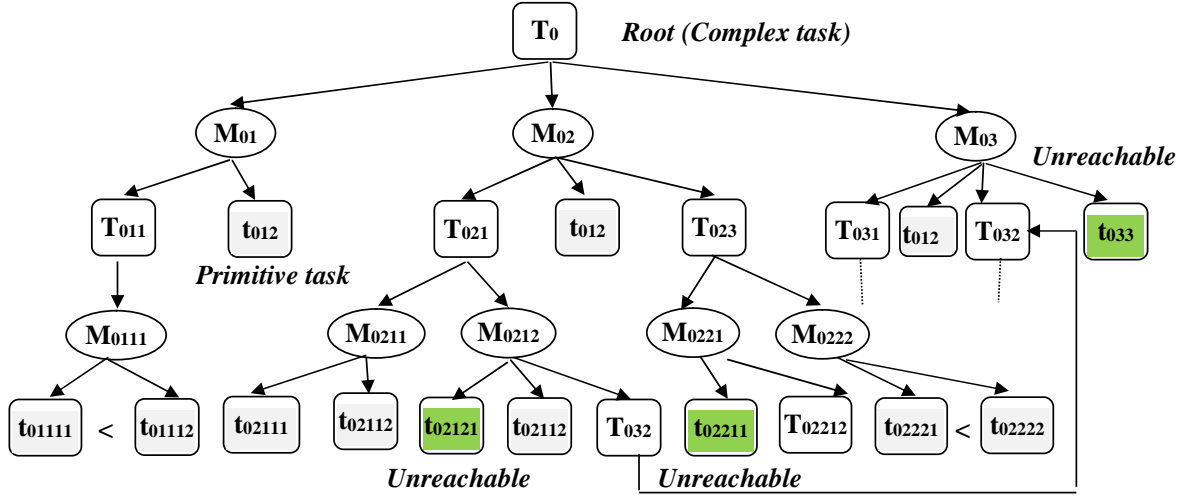 T0 Root (Complex task)
M01 M02 M03
Unreachable
T011 t012 T021 t012 T023 T031 t012 T032 t033
Primitive task
M0111 M0211 M0212 M0221 M0222
t01111 < t01112 t02111 t02112 t02121 t02112 T032 t02211 T02212 t02221 < t02222
Unreachable Unreachable